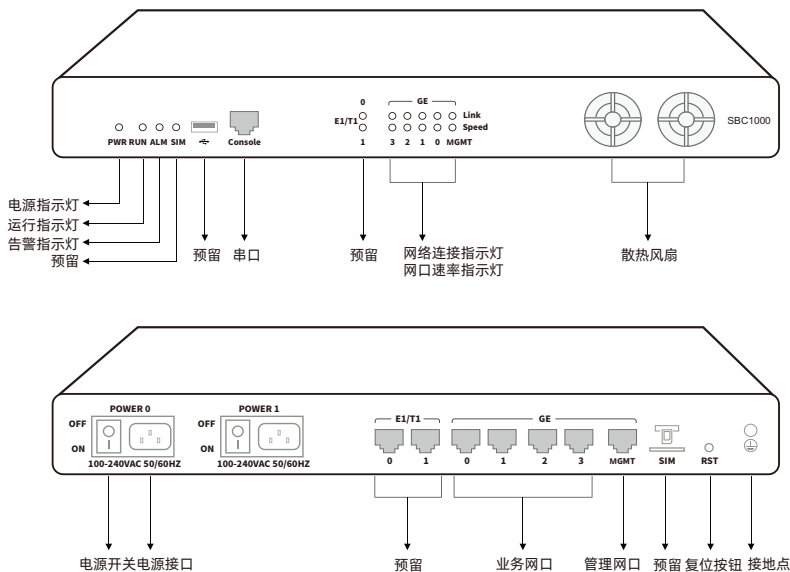 0
GE
E1/T1
Link
Speed
SBC1000
PWR RUN ALM SIM
Console
1
3 2 1 0 MGMT
电源指示灯
运行指示灯
告警指示灯
预留
预留
串口
预留
网络连接指示灯
网口速率指示灯
散热风扇
POWER 0
POWER 1
OFF
ON
OFF
ON
100-240VAC 50/60HZ
100-240VAC 50/60HZ
E1/T1
GE
0 1
0 1 2 3 MGMT
SIM
RST
电源开关
电源接口
预留
业务网口
管理网口
预留
复位按钮
接地点